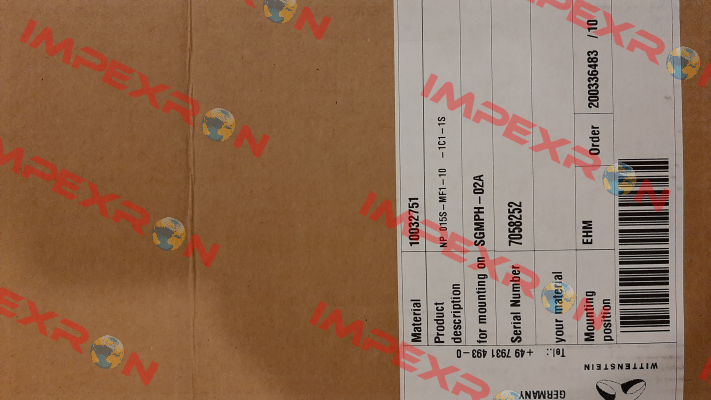 Material 10032751
Product description NP 015S-MF1-10 -1C1-1S
for mounting on SGMPH-02A
Serial Number 7058252
your material
Mounting position EHM Order 200336483 /10
WITTENSTEIN
GERMANY
Tel.: +49 7931 493-0
IMPEXRON
IMPEXRON
IMPEXRON
IMPEXRON
IMPEXRON
IMPEXRON
IMPEXRON
IMPEXRON